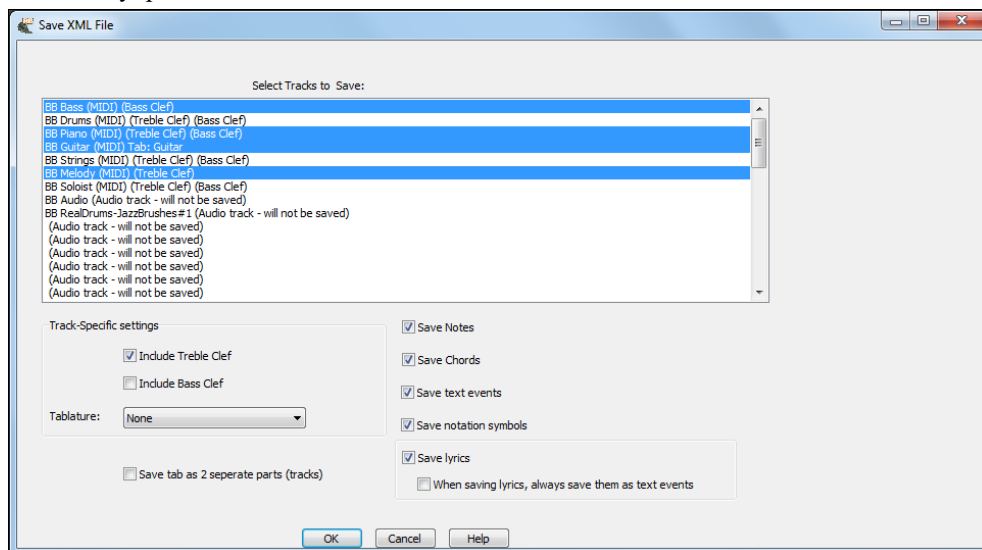 Save XML File
Select Tracks to Save:
BB Bass (MIDI) (Bass Clef)
BB Drums (MIDI) (Treble Clef) (Bass Clef)
BB Piano (MIDI) (Treble Clef) (Bass Clef)
BB Guitar (MIDI) Tab: Guitar
BB Strings (MIDI) (Treble Clef) (Bass Clef)
BB Melody (MIDI) (Treble Clef)
BB Soloist (MIDI) (Treble Clef) (Bass Clef)
BB Audio (Audio track - will not be saved)
BB RealDrums-JazzBrushes#1 (Audio track - will not be saved)
(Audio track - will not be saved)
(Audio track - will not be saved)
(Audio track - will not be saved)
(Audio track - will not be saved)
(Audio track - will not be saved)
(Audio track - will not be saved)
Track-Specific settings
Include Treble Clef
Include Bass Clef
Tablature: None
Save tab as 2 seperate parts (tracks)
Save Notes
Save Chords
Save text events
Save notation symbols
Save lyrics
When saving lyrics, always save them as text events
OK Cancel Help